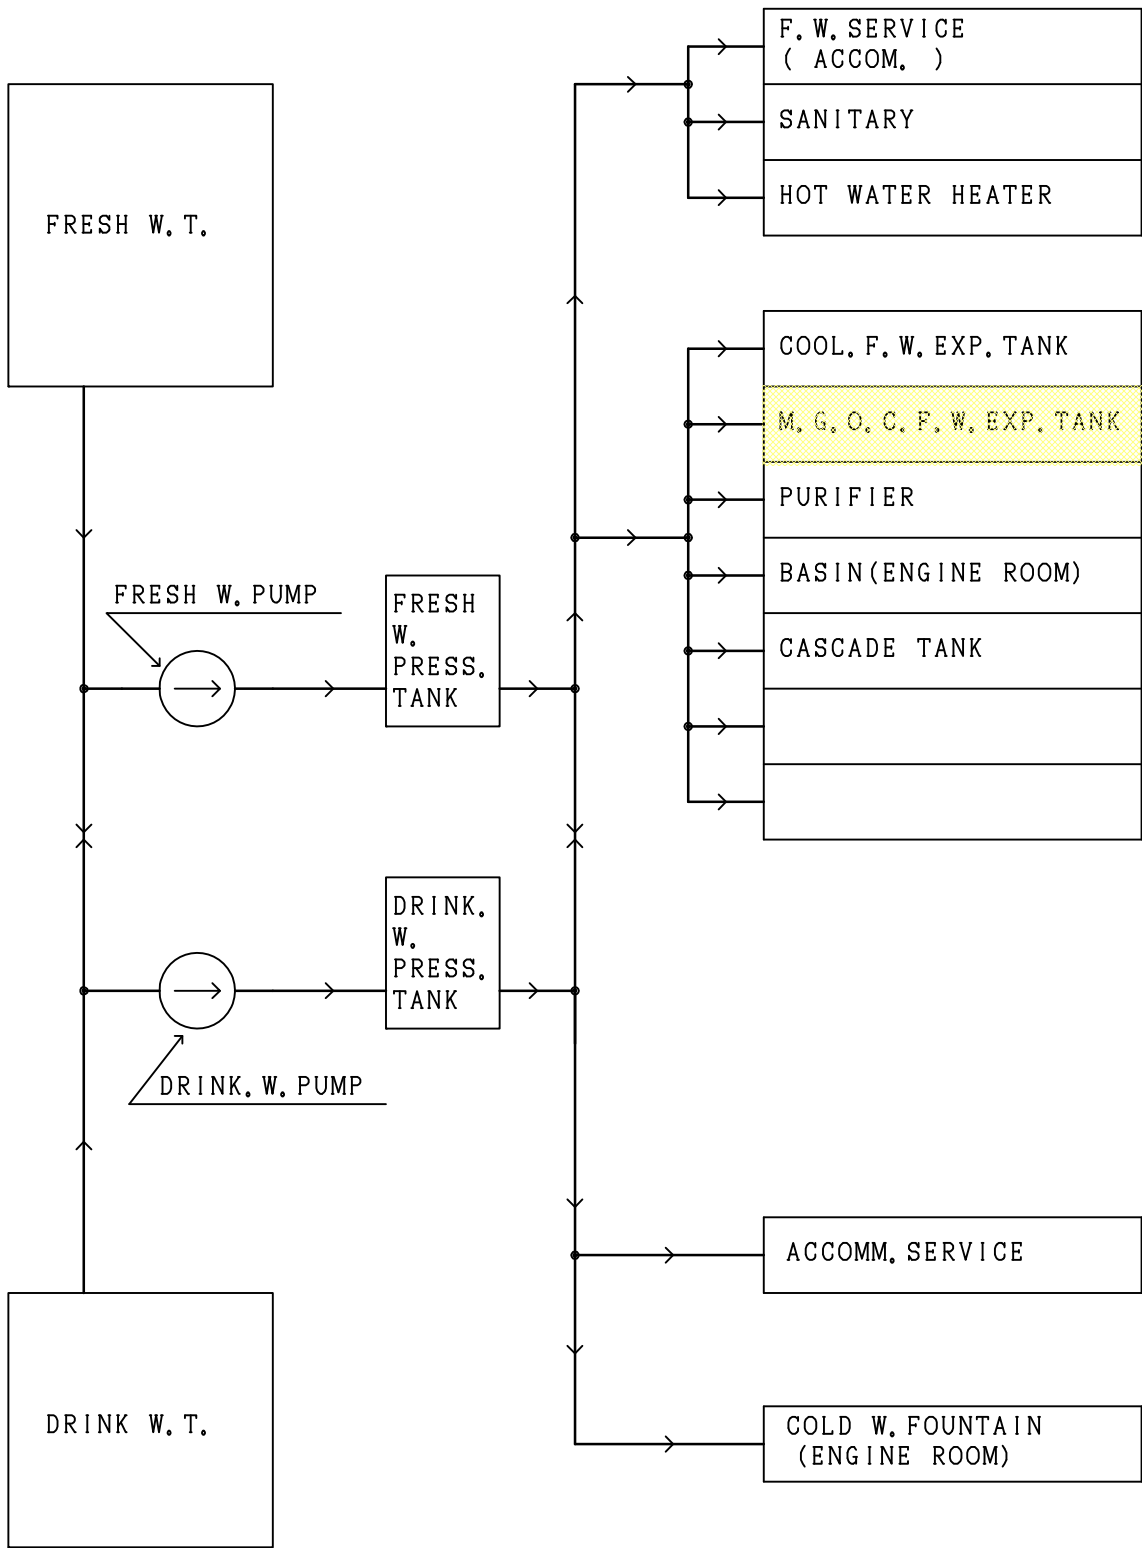 F.W.SERVICE
( ACCOM. )
SANITARY
HOT WATER HEATER
FRESH W.T.
COOL.F.W.EXP.TANK
M.G.O.C.F.W.EXP.TANK
PURIFIER
BASIN(ENGINE ROOM)
CASCADE TANK
FRESH W.PUMP
FRESH
W.
PRESS.
TANK
DRINK.
W.
PRESS.
TANK
DRINK.W.PUMP
ACCOMM.SERVICE
DRINK W.T.
COLD W.FOUNTAIN
(ENGINE ROOM)